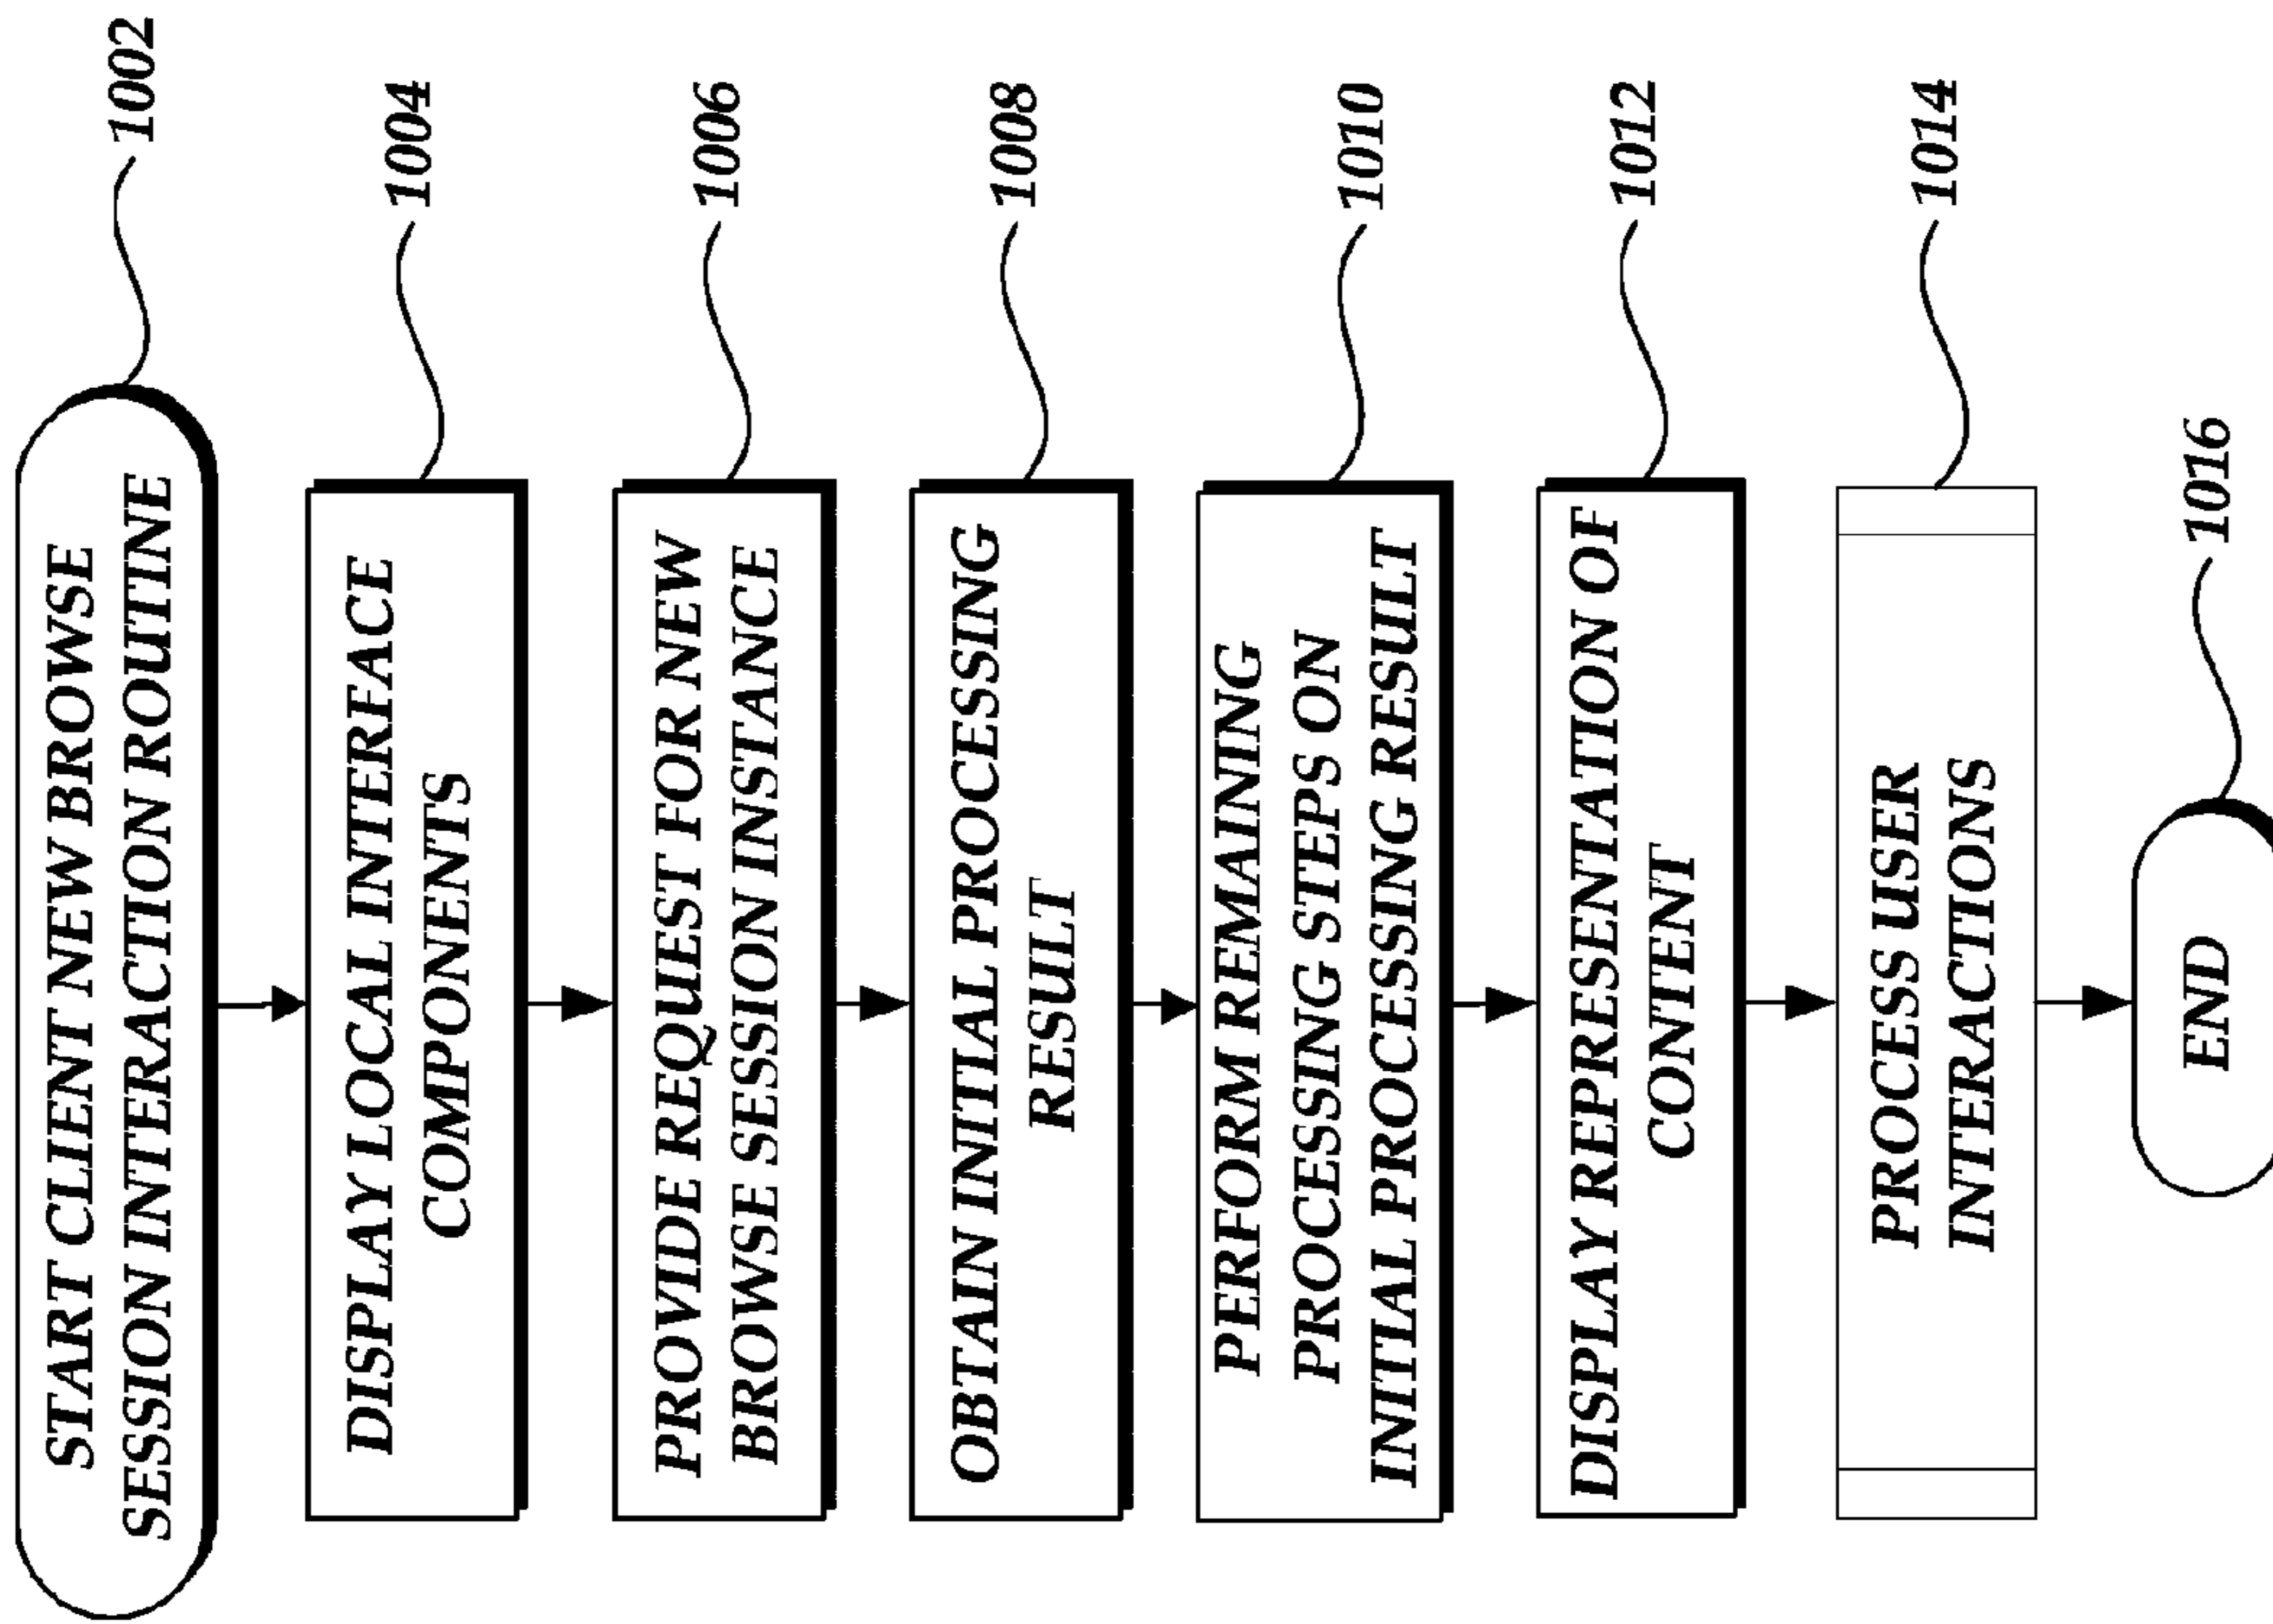 START CLIENT NEW BROWSE
SESSION INTERACTION ROUTINE
1002
DISPLAY LOCAL INTERFACE
COMPONENTS
1004
PROVIDE REQUEST FOR NEW
BROWSE SESSION INSTANCE
1006
OBTAIN INITIAL PROCESSING
RESULT
1008
PERFORM REMAINING
PROCESSING STEPS ON
INITIAL PROCESSING RESULT
1010
DISPLAY REPRESENTATION OF
CONTENT
1012
PROCESS USER
INTERACTIONS
1014
END
1016